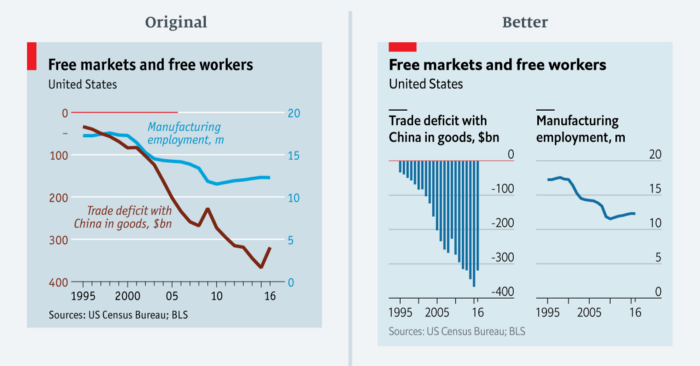 Original
Free markets and free workers
United States
0
–
100
200
300
400
20
15
10
5
0
Manufacturing
employment, m
Trade deficit with
China in goods, $bn
1995
2000
05
10
16
Sources: US Census Bureau; BLS
Better
Free markets and free workers
United States
Trade deficit with
China in goods, $bn
0
-100
-200
-300
-400
1995
2005
16
Manufacturing
employment, m
20
15
10
5
0
1995
2005
16
Sources: US Census Bureau; BLS